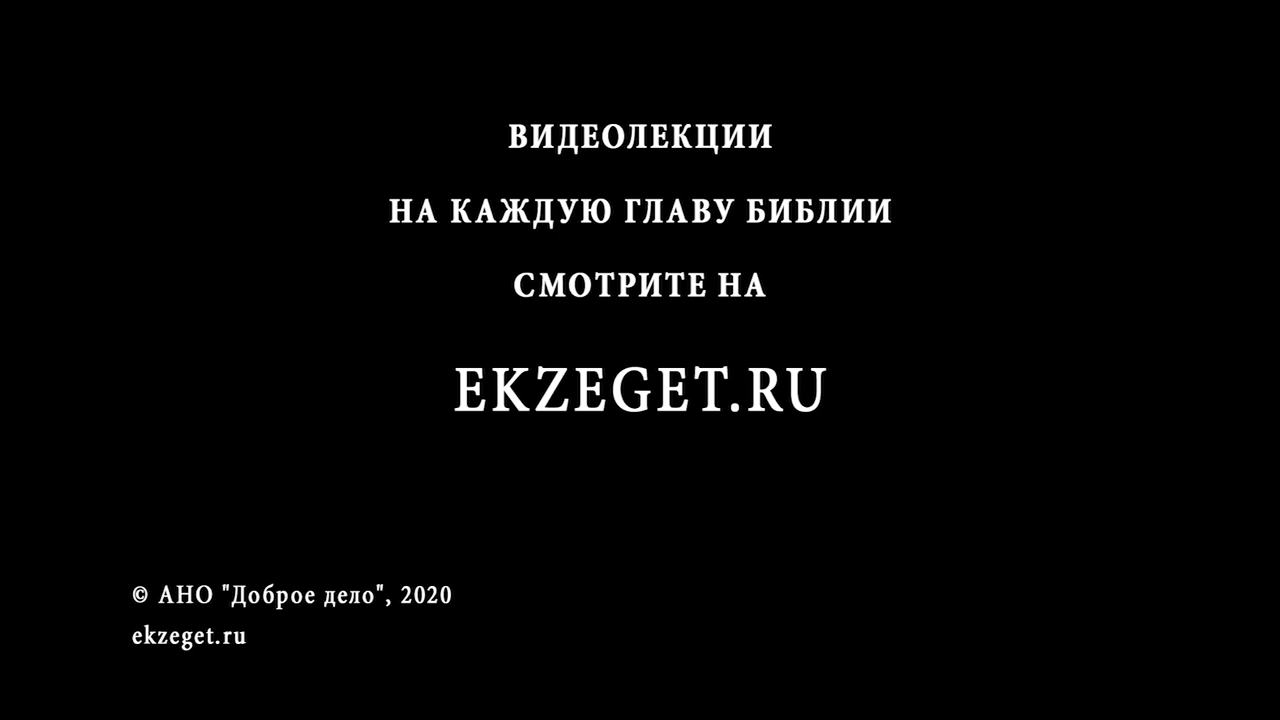 ВИДЕОЛЕКЦИИ
НА КАЖДУЮ ГЛАВУ БИБЛИИ
СМОТРИТЕ НА
EKZEGET.RU
© АНО "Доброе дело", 2020
ekzeget.ru